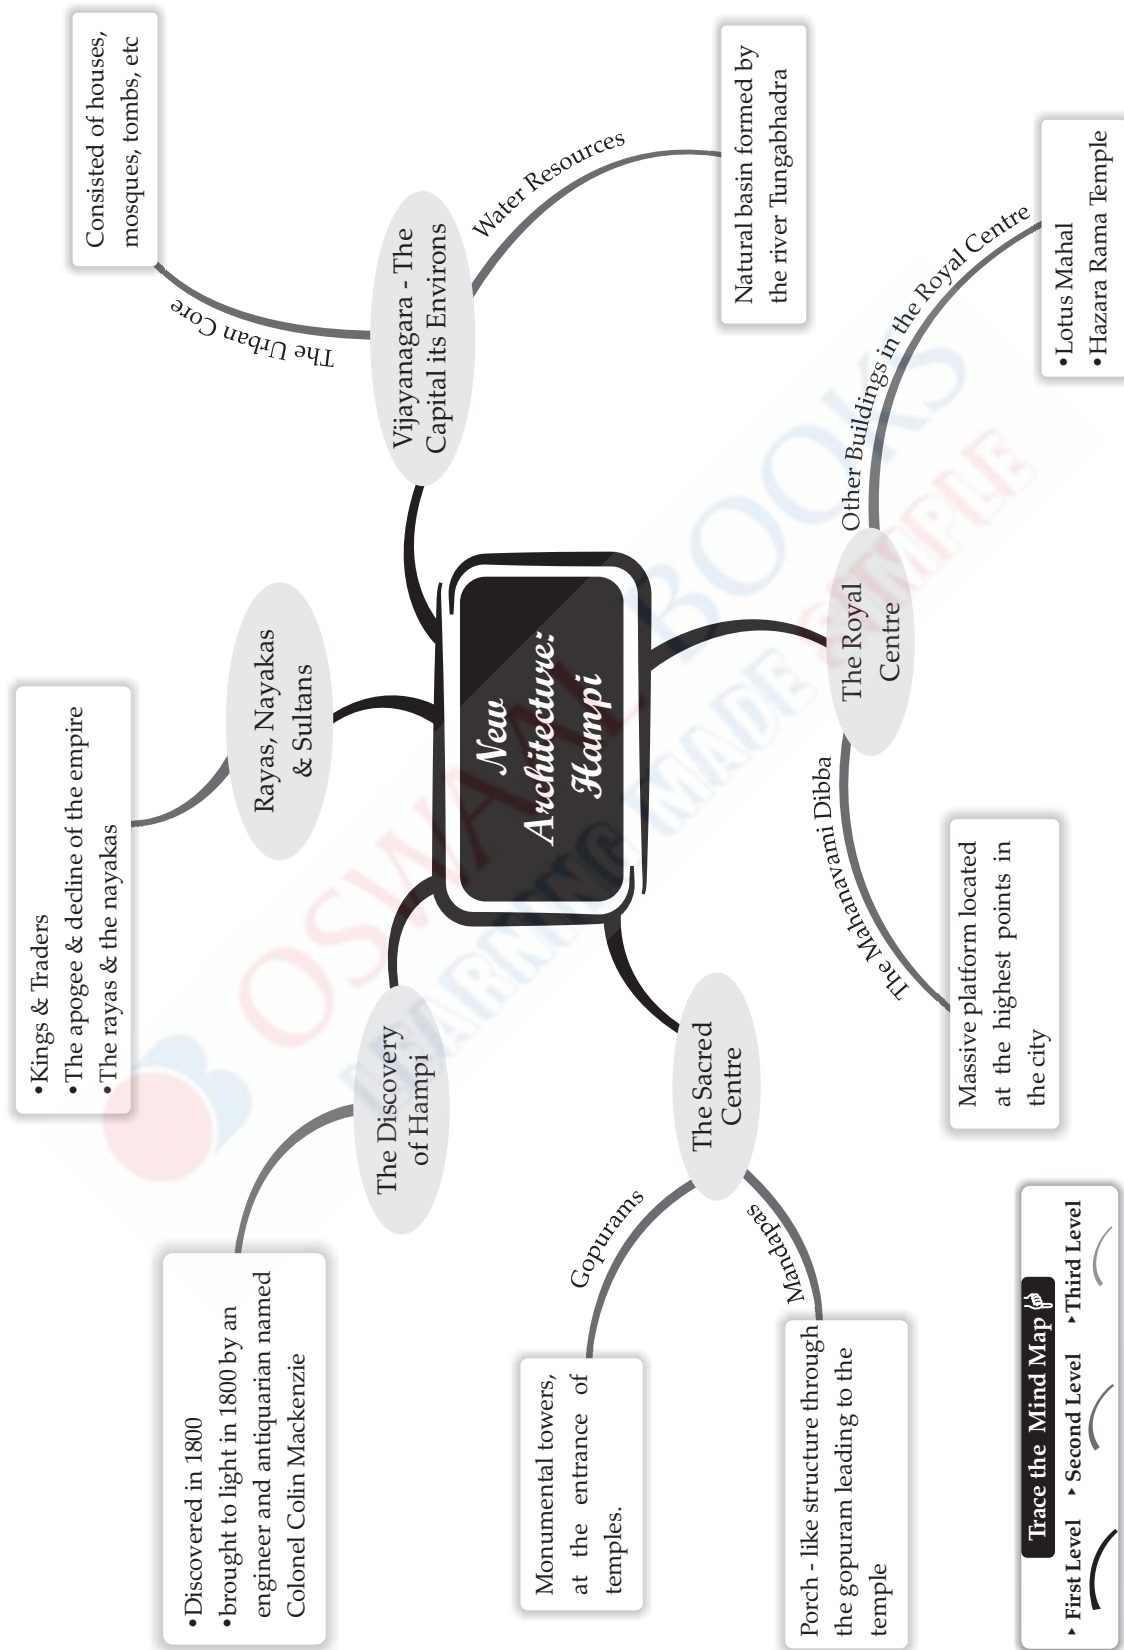 New
Architecture:
Hampi
The Discovery
of Hampi
•Discovered in 1800
•brought to light in 1800 by an
engineer and antiquarian named
Colonel Colin Mackenzie
Rayas, Nayakas
& Sultans
•Kings & Traders
•The apogee & decline of the empire
•The rayas & the nayakas
Vijayanagara - The
Capital its Environs
The Urban Core
Consisted of houses,
mosques, tombs, etc
Water Resources
Natural basin formed by
the river Tungabhadra
The Royal
Centre
Other Buildings in the Royal Centre
•Lotus Mahal
•Hazara Rama Temple
The Mahanavami Dibba
Massive platform located
at the highest points in
the city
The Sacred
Centre
Gopurams
Monumental towers,
at the entrance of
temples.
Mandapas
Porch - like structure through
the gopuram leading to the
temple
Trace the Mind Map
First Level
Second Level
Third Level
OSWAAL BOOKS
LEARNING MADE SIMPLE